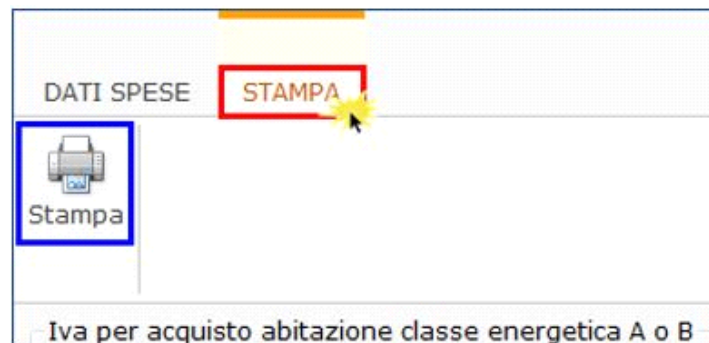 DATI SPESE STAMPA
Stampa
Iva per acquisto abitazione classe energetica A o B